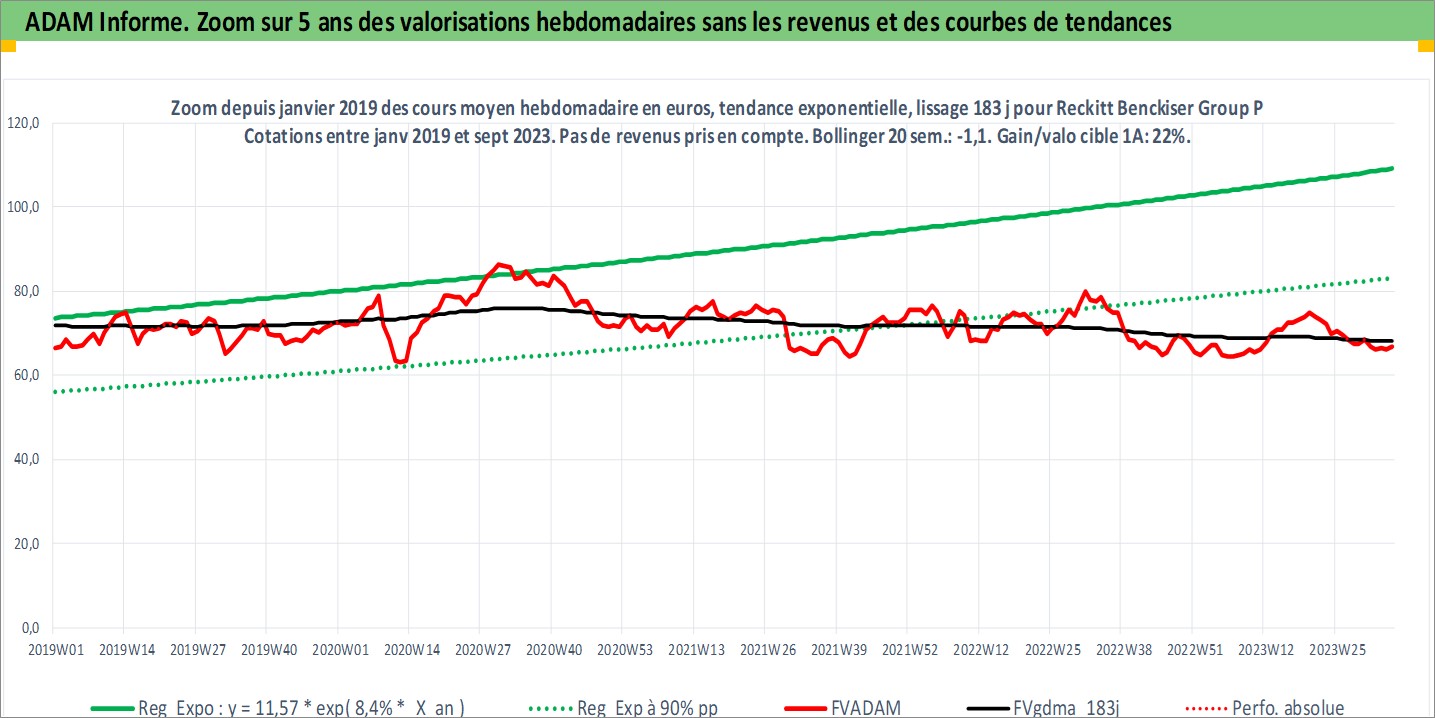 ADAM Informe. Zoom sur 5 ans des valorisations hebdomadaires sans les revenus et des courbes de tendances
Zoom depuis janvier 2019 des cours moyen hebdomadaire en euros, tendance exponentielle, lissage 183 j pour Reckitt Benckiser Group P
Cotations entre janv 2019 et sept 2023. Pas de revenus pris en compte. Bollinger 20 sem.: -1,1. Gain/valo cible 1A: 22%.
120,0
100,0
80,0
60,0
40,0
20,0
0,0
2019W01 2019W14 2019W27 2019W40 2020W01 2020W14 2020W27 2020W40 2020W53 2021W13 2021W26 2021W39 2021W52 2022W12 2022W25 2022W38 2022W51 2023W12 2023W25
Reg Expo : y = 11,57 * exp( 8,4% * X an ) Reg Exp à 90% pp FVADAM FVgdma 183j Perfo. absolue